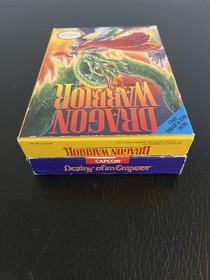 DRAGON
WARRIOR
DRAGON WARRIOR
CAPCOM
Destiny of an Emperor